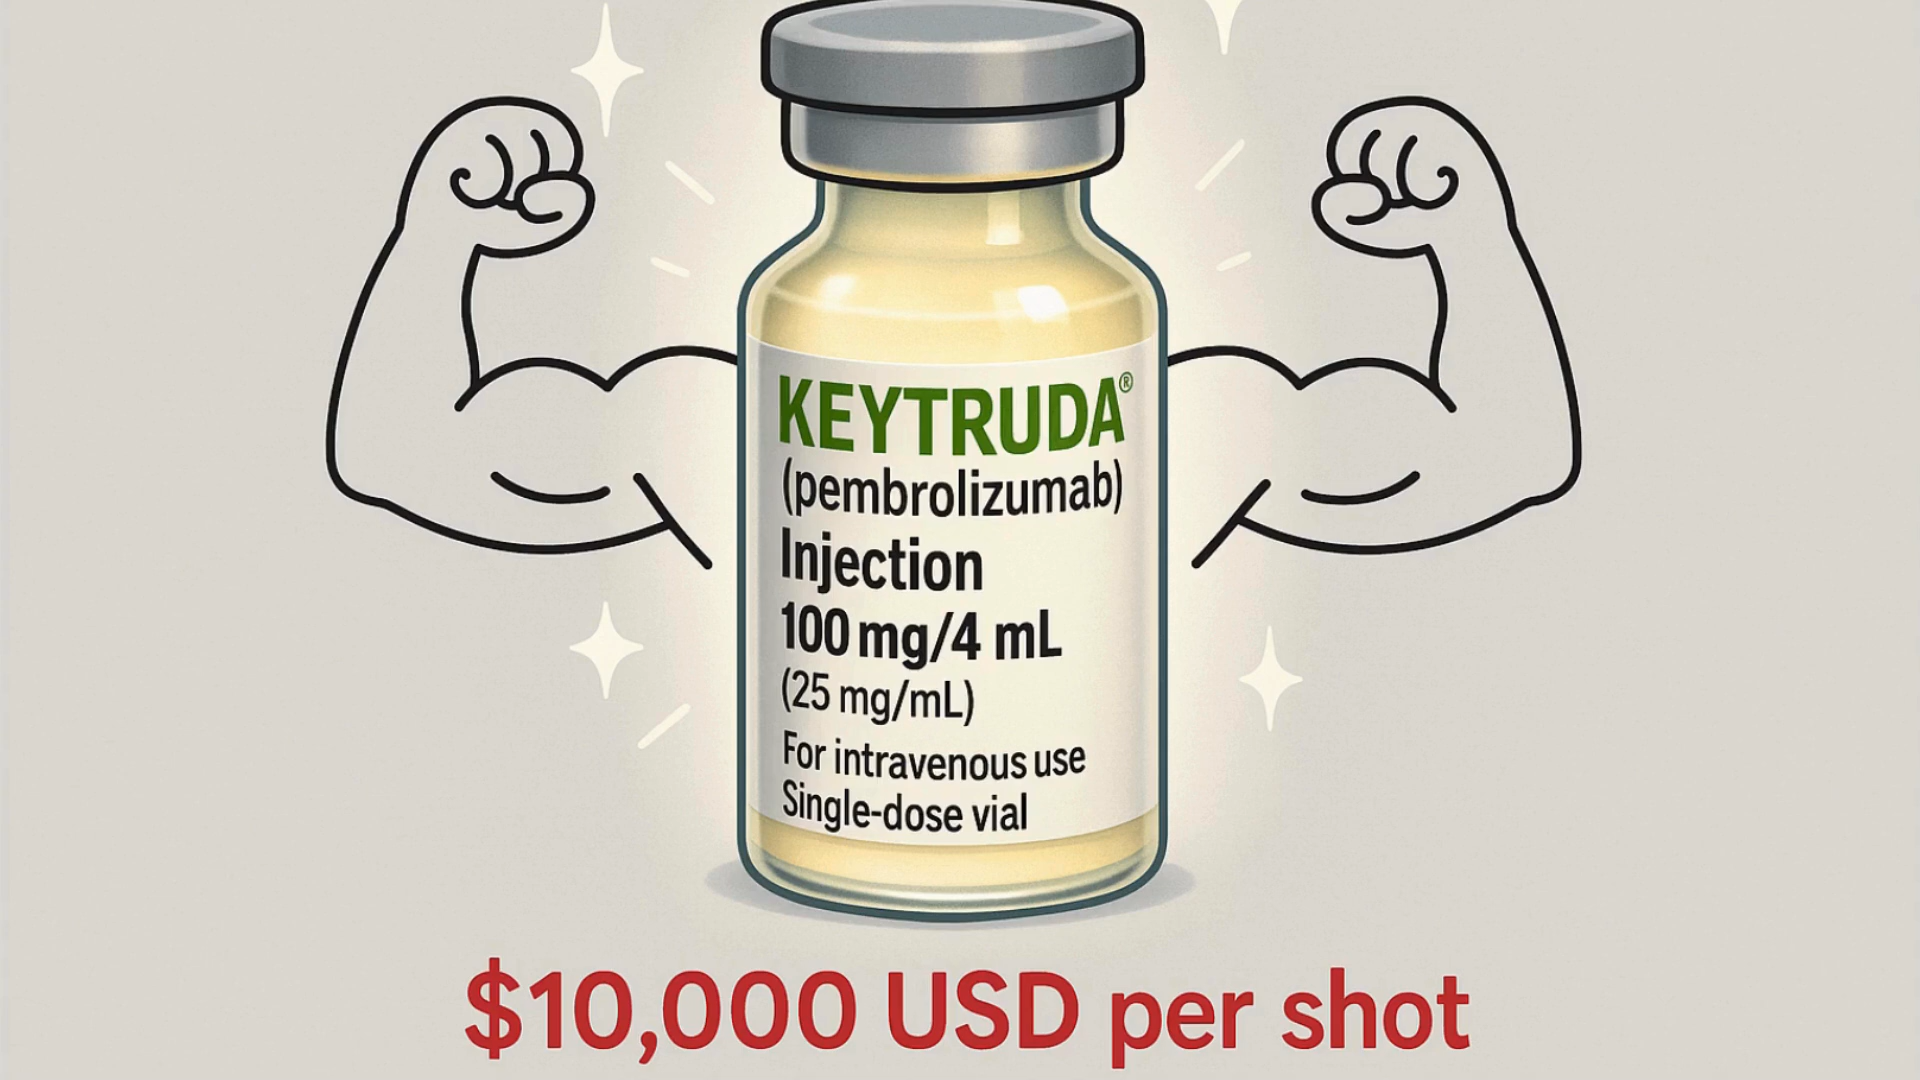 KEYTRUDA®
(pembrolizumab)
Injection
100 mg/4 mL
(25 mg/mL)
For intravenous use
Single-dose vial
$10,000 USD per shot